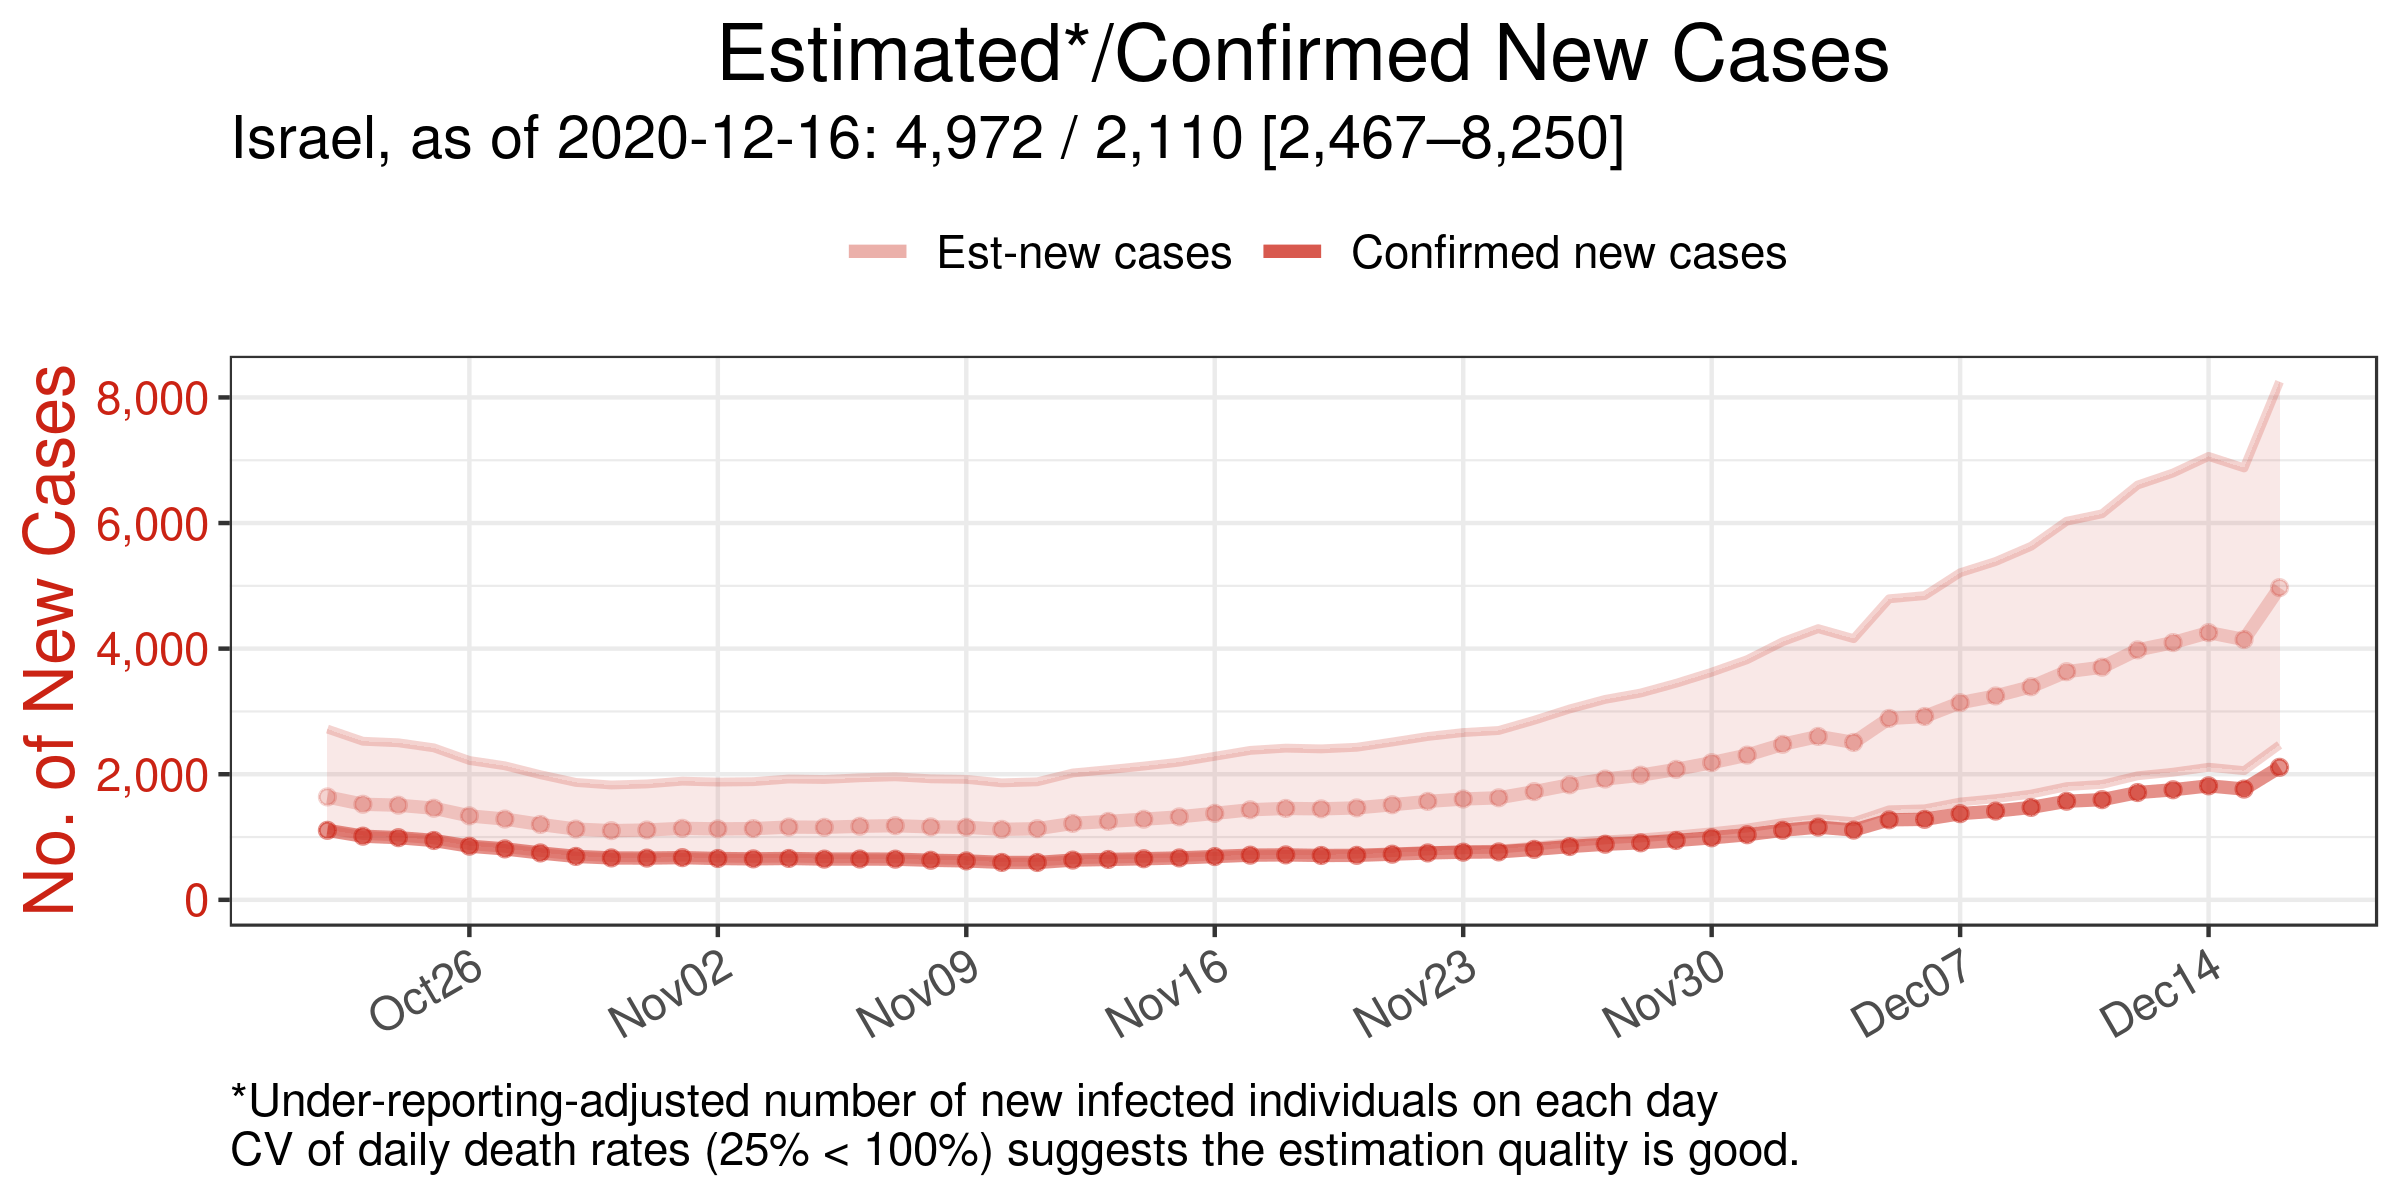 Estimated*/Confirmed New Cases
Israel, as of 2020-12-16: 4,972 / 2,110 [2,467–8,250]
Est-new cases
Confirmed new cases
No. of New Cases
8,000
6,000
4,000
2,000
0
Oct26
Nov02
Nov09
Nov16
Nov23
Nov30
Dec07
Dec14
*Under-reporting-adjusted number of new infected individuals on each day
CV of daily death rates (25% < 100%) suggests the estimation quality is good.